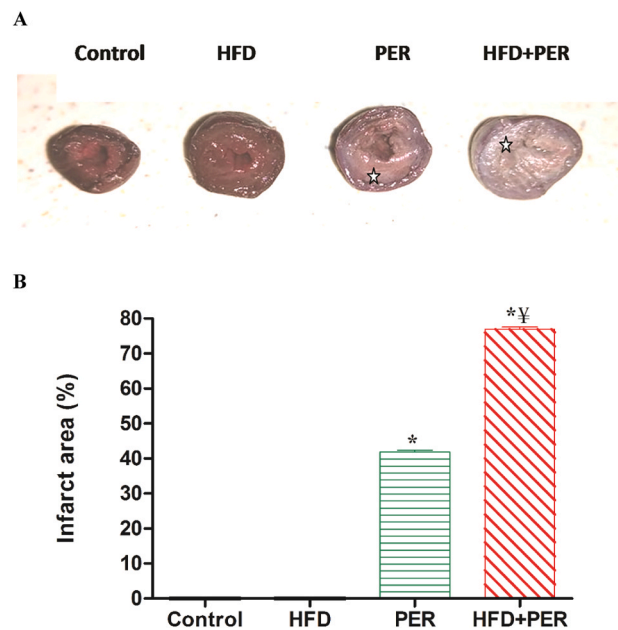 A
Control HFD PER HFD+PER
B
Infarct area (%)
80
70
60
50
40
30
20
10
0
*
*¥
Control HFD PER HFD+PER